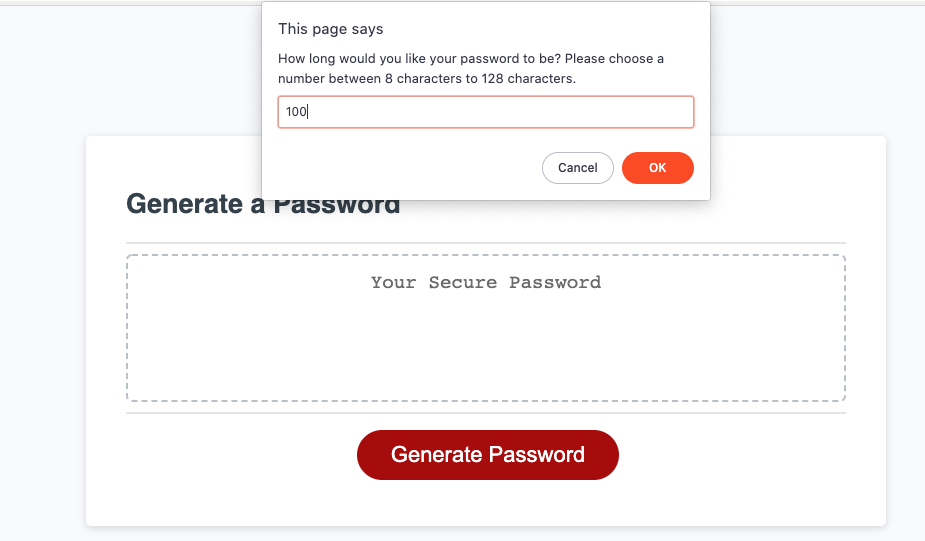 This page says
How long would you like your password to be? Please choose a
number between 8 characters to 128 characters.
100
Cancel
OK
Generate a Password
Your Secure Password
Generate Password